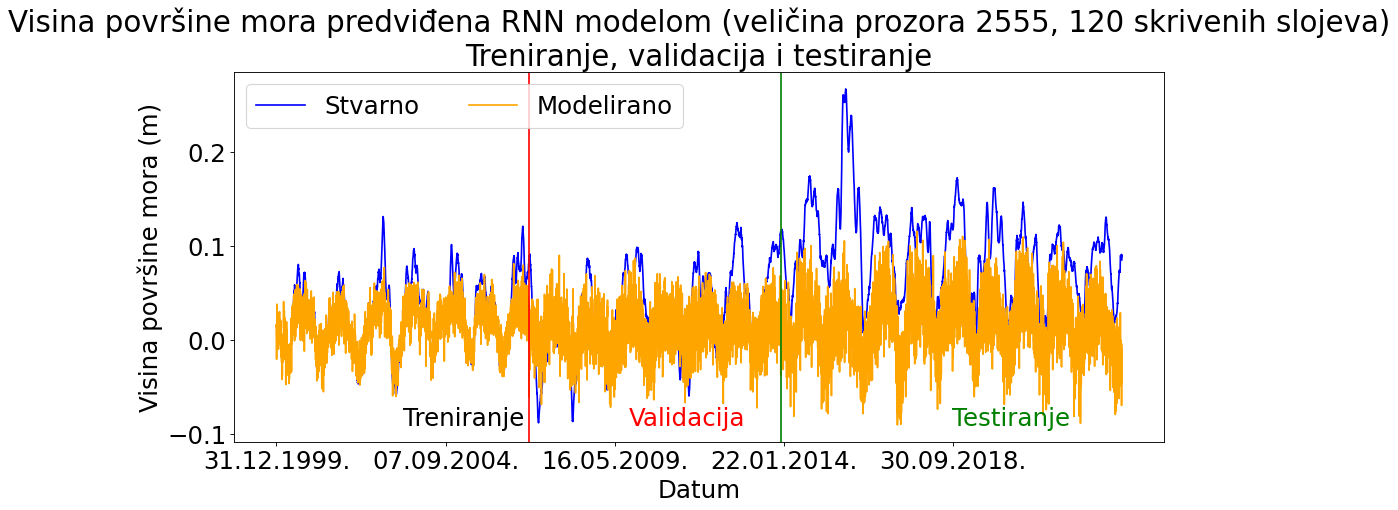 Visina površine mora predviđena RNN modelom (veličina prozora 2555, 120 skrivenih slojeva)
Treniranje, validacija i testiranje
Stvarno Modelirano
Visina površine mora (m)
0.2
0.1
0.0
−0.1
Treniranje Validacija Testiranje
31.12.1999. 07.09.2004. 16.05.2009. 22.01.2014. 30.09.2018.
Datum